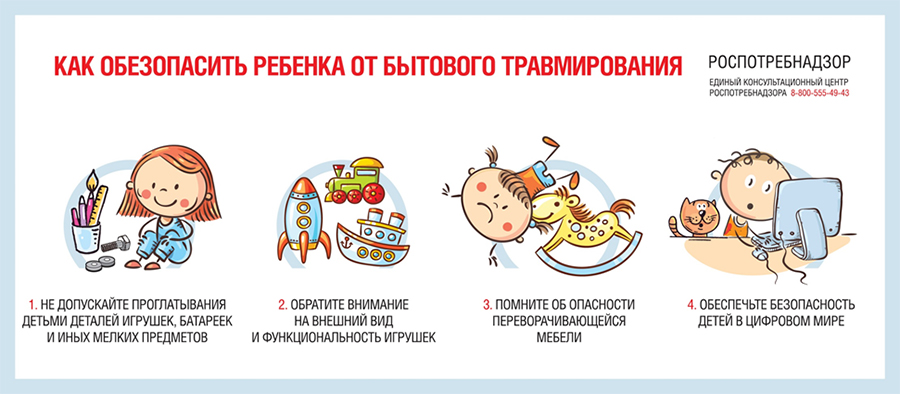 КАК ОБЕЗОПАСИТЬ РЕБЕНКА ОТ БЫТОВОГО ТРАВМИРОВАНИЯ
РОСПОТРЕБНАДЗОР
ЕДИНЫЙ КОНСУЛЬТАЦИОННЫЙ ЦЕНТР
РОСПОТРЕБНАДЗОРА 8-800-555-49-43
1. НЕ ДОПУСКАЙТЕ ПРОГЛАТЫВАНИЯ
ДЕТЬМИ ДЕТАЛЕЙ ИГРУШЕК, БАТАРЕЕК
И ИНЫХ МЕЛКИХ ПРЕДМЕТОВ
2. ОБРАТИТЕ ВНИМАНИЕ
НА ВНЕШНИЙ ВИД
И ФУНКЦИОНАЛЬНОСТЬ ИГРУШЕК
3. ПОМНИТЕ ОБ ОПАСНОСТИ
ПЕРЕВОРАЧИВАЮЩЕЙСЯ
МЕБЕЛИ
4. ОБЕСПЕЧЬТЕ БЕЗОПАСНОСТЬ
ДЕТЕЙ В ЦИФРОВОМ МИРЕ